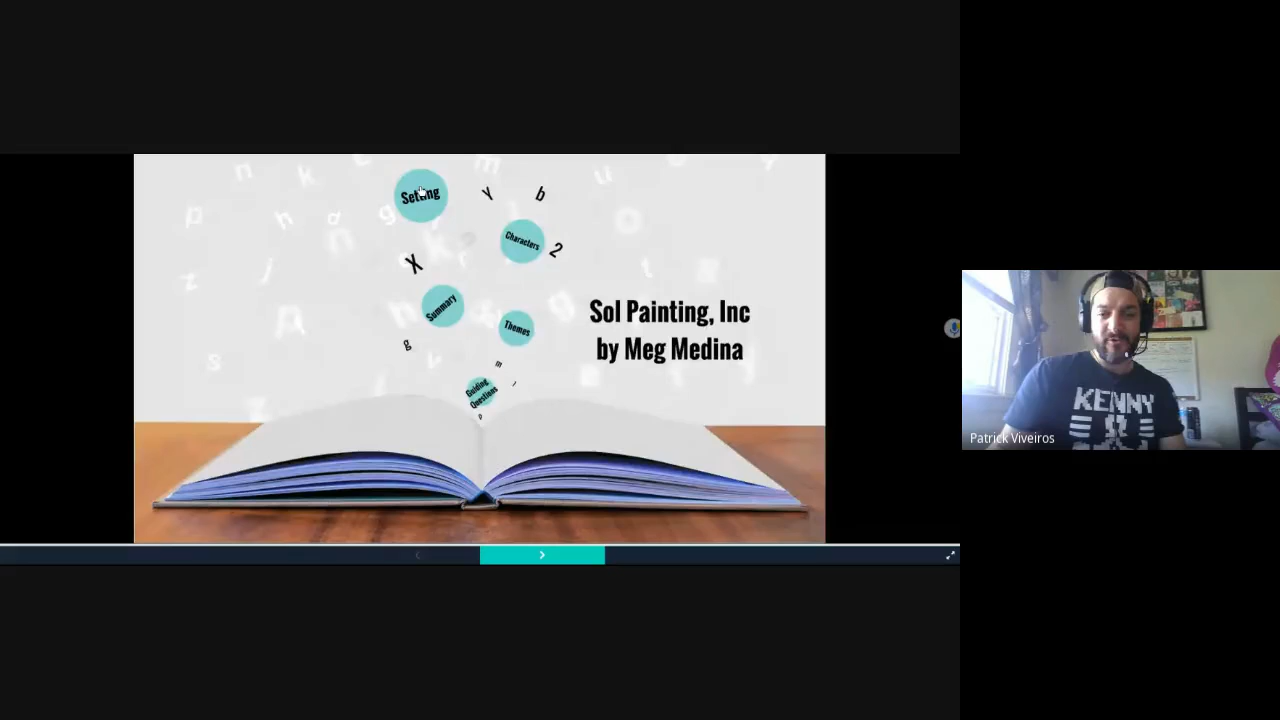 Setting
Characters
Summary
Themes
Guiding
Questions
Sol Painting, Inc
by Meg Medina
KENNY
Patrick Viveiros